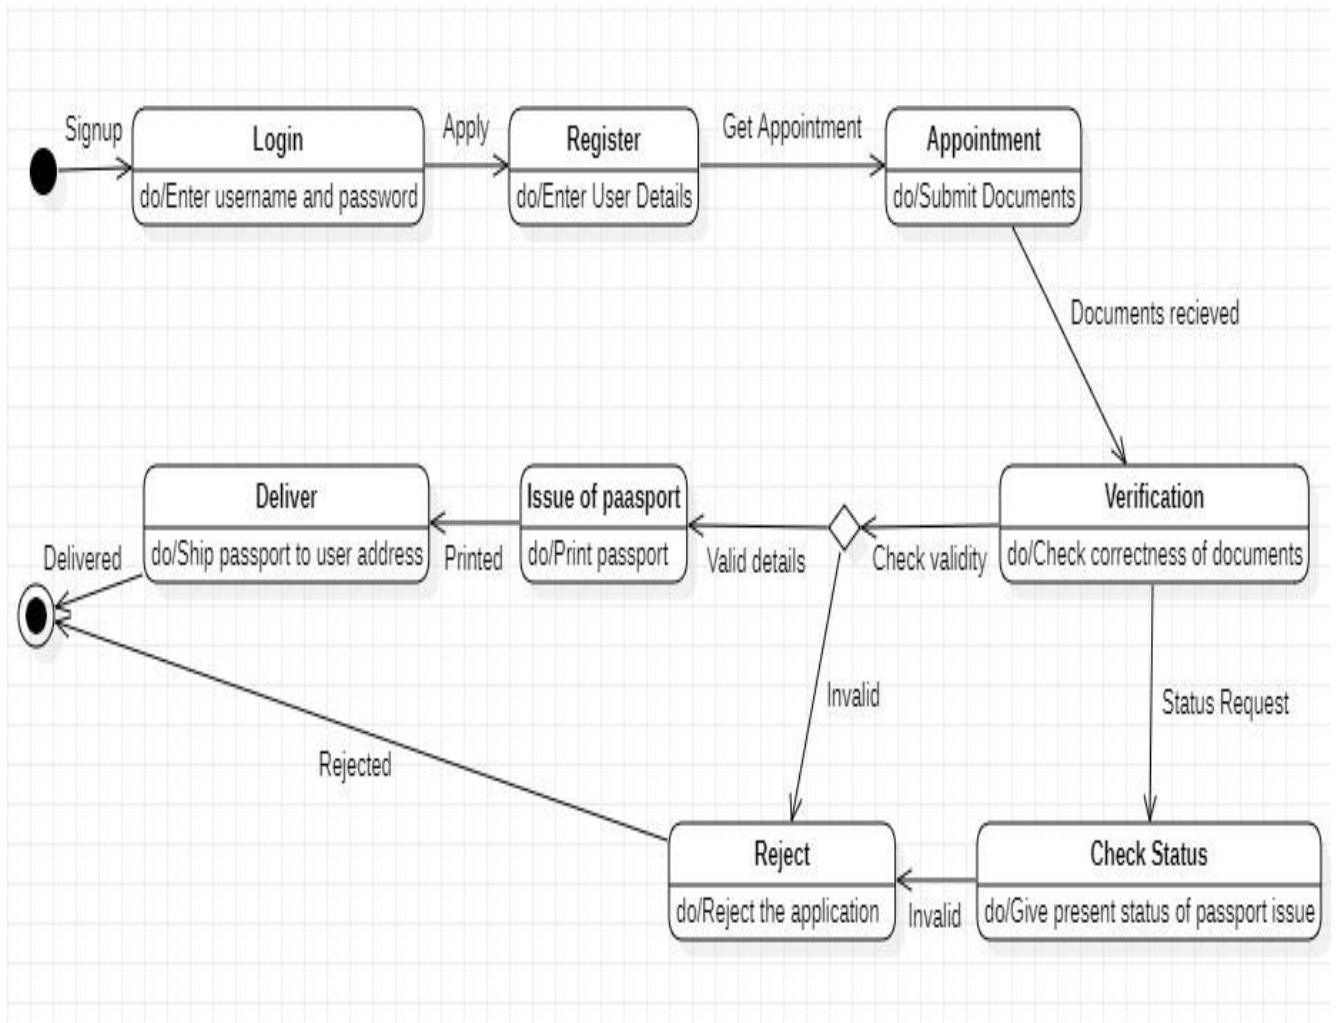 Signup
Login
do/Enter username and password
Apply
Register
do/Enter User Details
Get Appointment
Appointment
do/Submit Documents
Documents recieved
Verification
do/Check correctness of documents
Check validity
Valid details
Issue of paasport
do/Print passport
Printed
Deliver
do/Ship passport to user address
Delivered
Invalid
Status Request
Rejected
Reject
do/Reject the application
Invalid
Check Status
do/Give present status of passport issue